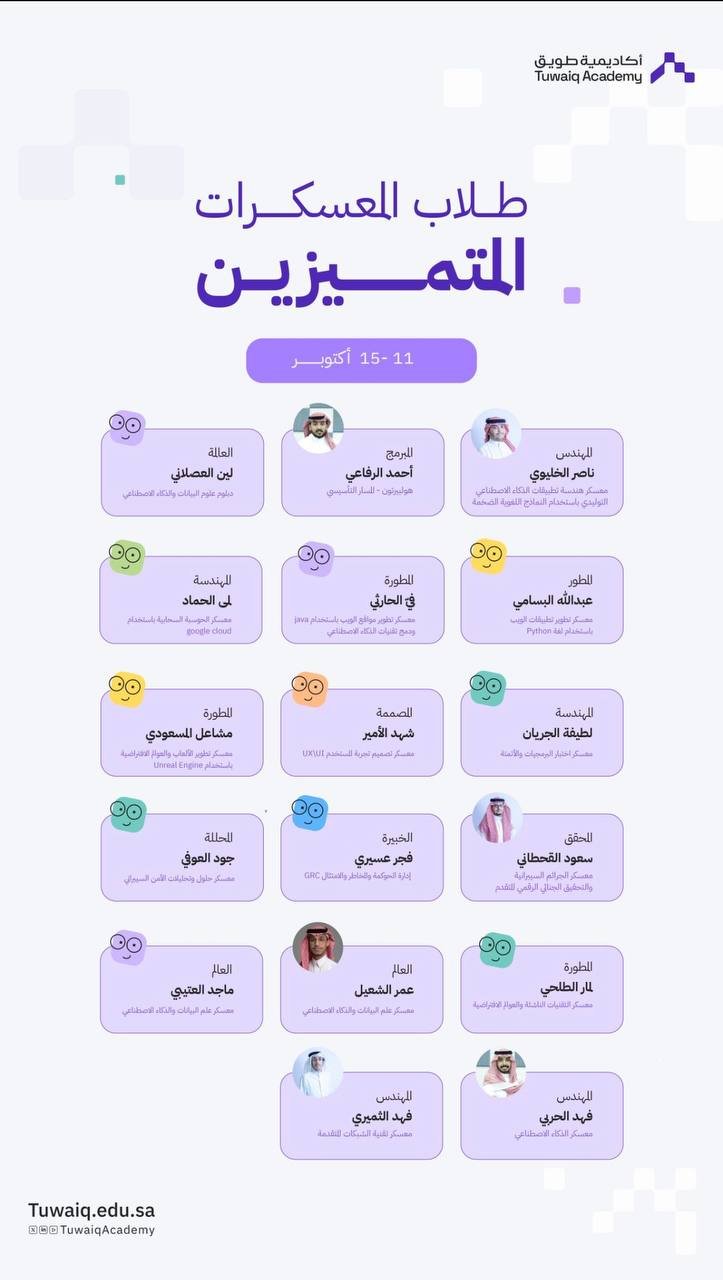 أكاديمية طويق
Tuwaiq Academy
طلاب المعسكرات
المتميزين
11 -15 أكتوبر
المهندس
ناصر الخليوي
معسكر هندسة تطبيقات الذكاء الاصطناعي
التوليدي باستخدام النماذج اللغوية الضخمة
المبرمج
أحمد الرفاعي
هولبيرتون - المسار التأسيسي
العالمة
لين العصلاني
دبلوم علوم البيانات والذكاء الاصطناعي
المطور
عبدالله البسامي
معسكر تطوير تطبيقات الويب
باستخدام لغة Python
المطورة
فيّ الحارثي
معسكر تطوير مواقع الويب باستخدام java
ودمج تقنيات الذكاء الاصطناعي
المهندسة
لمى الحماد
معسكر الحوسبة السحابية باستخدام
google cloud
المهندسة
لطيفة الجريان
معسكر اختبار البرمجيات والأتمتة
المصممة
شهد الأمير
معسكر تصميم تجربة المستخدم UX\UI
المطورة
مشاعل المسعودي
معسكر تطوير الألعاب والعوالم الافتراضية
باستخدام Unreal Engine
المحقق
سعود القحطاني
معسكر الجرائم السيبرانية
والتحقيق الجنائي الرقمي المتقدم
الخبيرة
فجر عسيري
إدارة الحوكمة والمخاطر والامتثال GRC
المحللة
جود العوفي
معسكر حلول وتحليلات الأمن السيبراني
المطورة
لمار الطلحي
معسكر التقنيات الناشئة والعوالم الافتراضية
العالم
عمر الشعيل
معسكر علم البيانات والذكاء الاصطناعي
العالم
ماجد العتيبي
معسكر علم البيانات والذكاء الاصطناعي
المهندس
فهد الحربي
معسكر الذكاء الاصطناعي
المهندس
فهد الثميري
معسكر تقنية الشبكات المتقدمة
Tuwaiq.edu.sa
TuwaiqAcademy